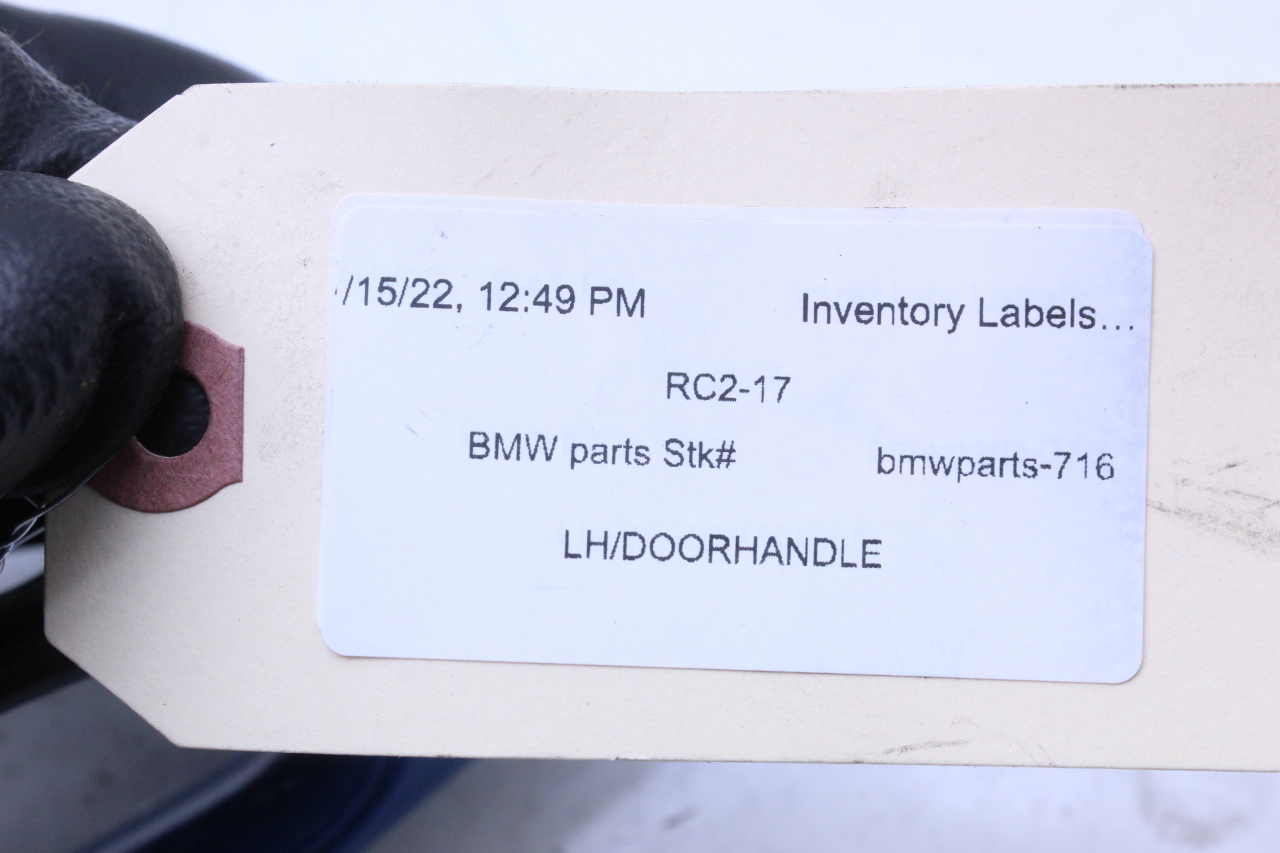 /15/22, 12:49 PM Inventory Labels...
RC2-17
BMW parts Stk# bmwparts-716
LH/DOORHANDLE